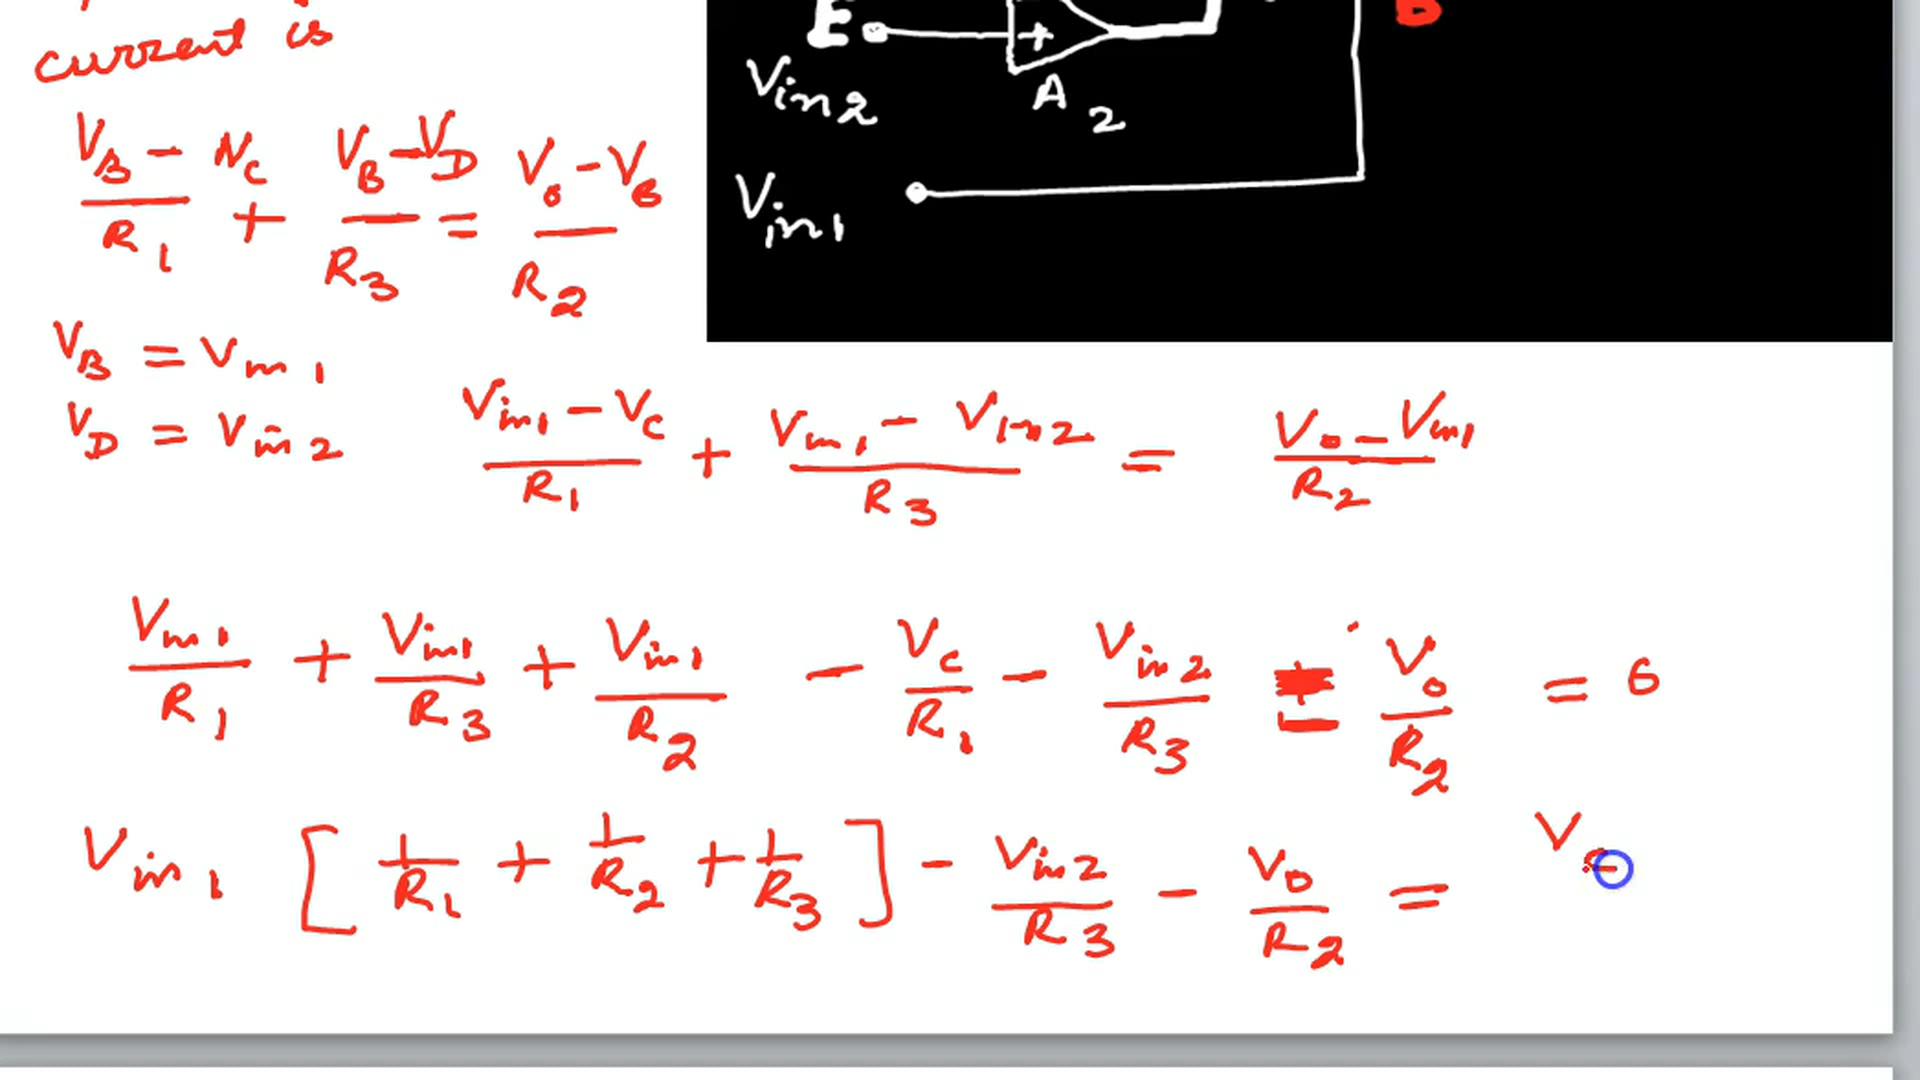 current is
E
+
B
Vin2
A 2
Vin1
(VB - Vc)/R1 + (VB - VD)/R3 = (Vo - VB)/R2
VB = Vin1
VD = Vin2
(Vin1 - Vc)/R1 + (Vin1 - Vin2)/R3 = (Vo - Vin1)/R2
Vin1/R1 + Vin1/R3 + Vin1/R2 - Vc/R1 - Vin2/R3 - Vo/R2 = 0
Vin1 [ 1/R1 + 1/R2 + 1/R3 ] - Vin2/R3 - Vo/R2 = V